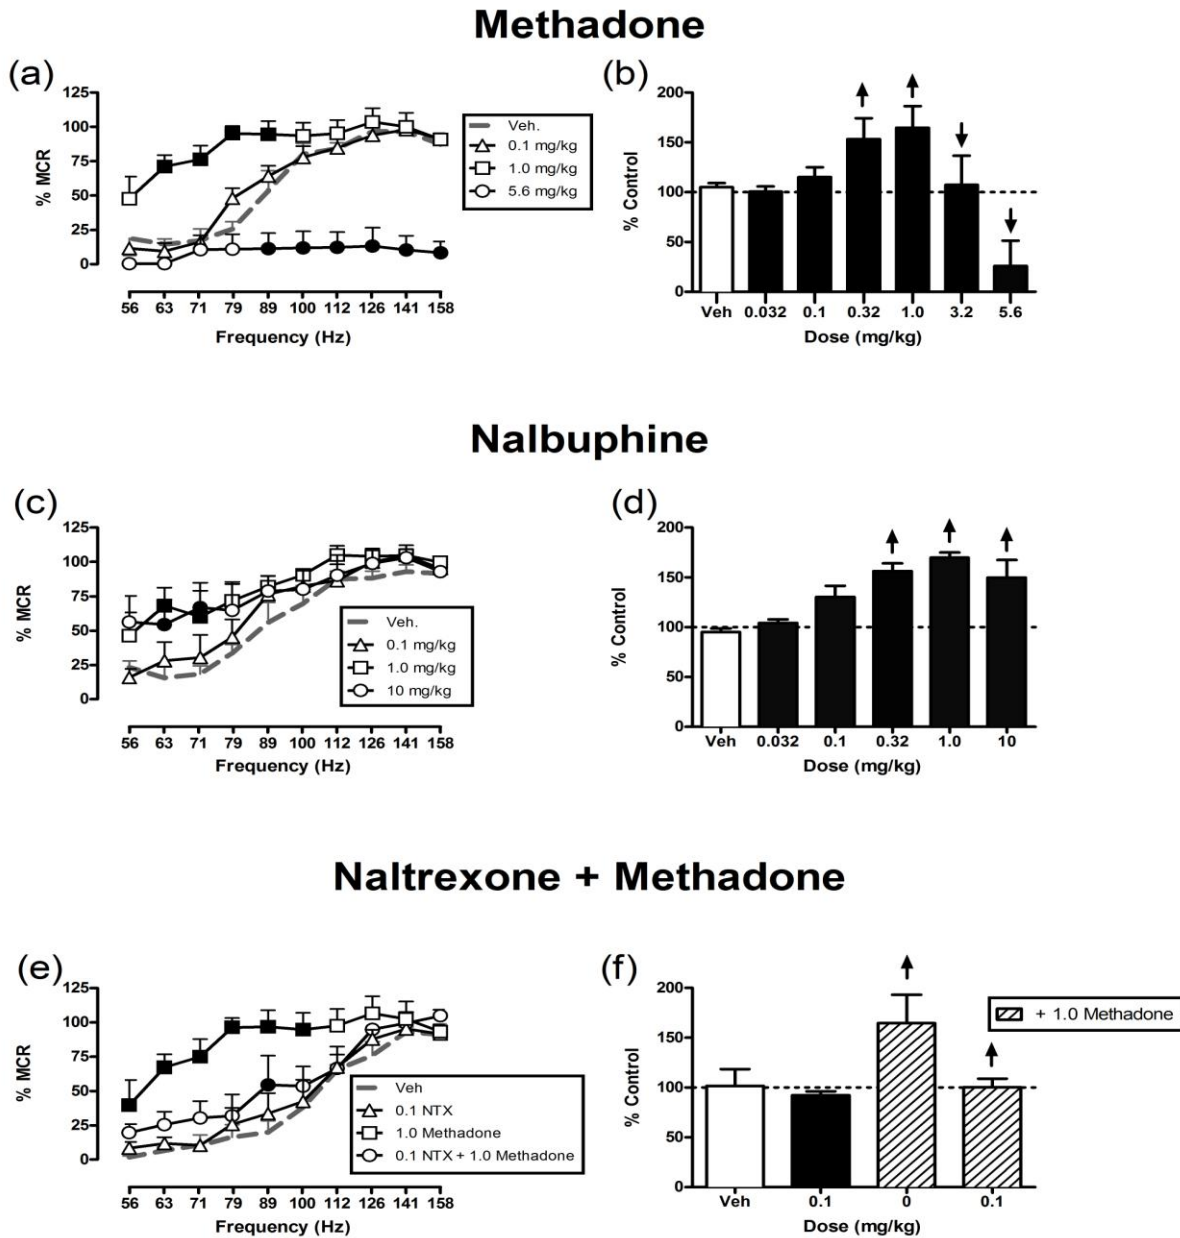 Methadone
(a)
125
100
75
50
25
0
% MCR
56 63 71 79 89 100 112 126 141 158
Frequency (Hz)
Veh.
0.1 mg/kg
1.0 mg/kg
5.6 mg/kg
(b)
200
150
100
50
0
% Control
Veh 0.032 0.1 0.32 1.0 3.2 5.6
Dose (mg/kg)
Nalbuphine
(c)
125
100
75
50
25
0
% MCR
56 63 71 79 89 100 112 126 141 158
Frequency (Hz)
Veh.
0.1 mg/kg
1.0 mg/kg
10 mg/kg
(d)
200
150
100
50
0
% Control
Veh 0.032 0.1 0.32 1.0 10
Dose (mg/kg)
Naltrexone + Methadone
(e)
125
100
75
50
25
0
% MCR
56 63 71 79 89 100 112 126 141 158
Frequency (Hz)
Veh
0.1 NTX
1.0 Methadone
0.1 NTX + 1.0 Methadone
(f)
200
150
100
50
0
% Control
Veh 0.1 0 0.1
Dose (mg/kg)
+ 1.0 Methadone